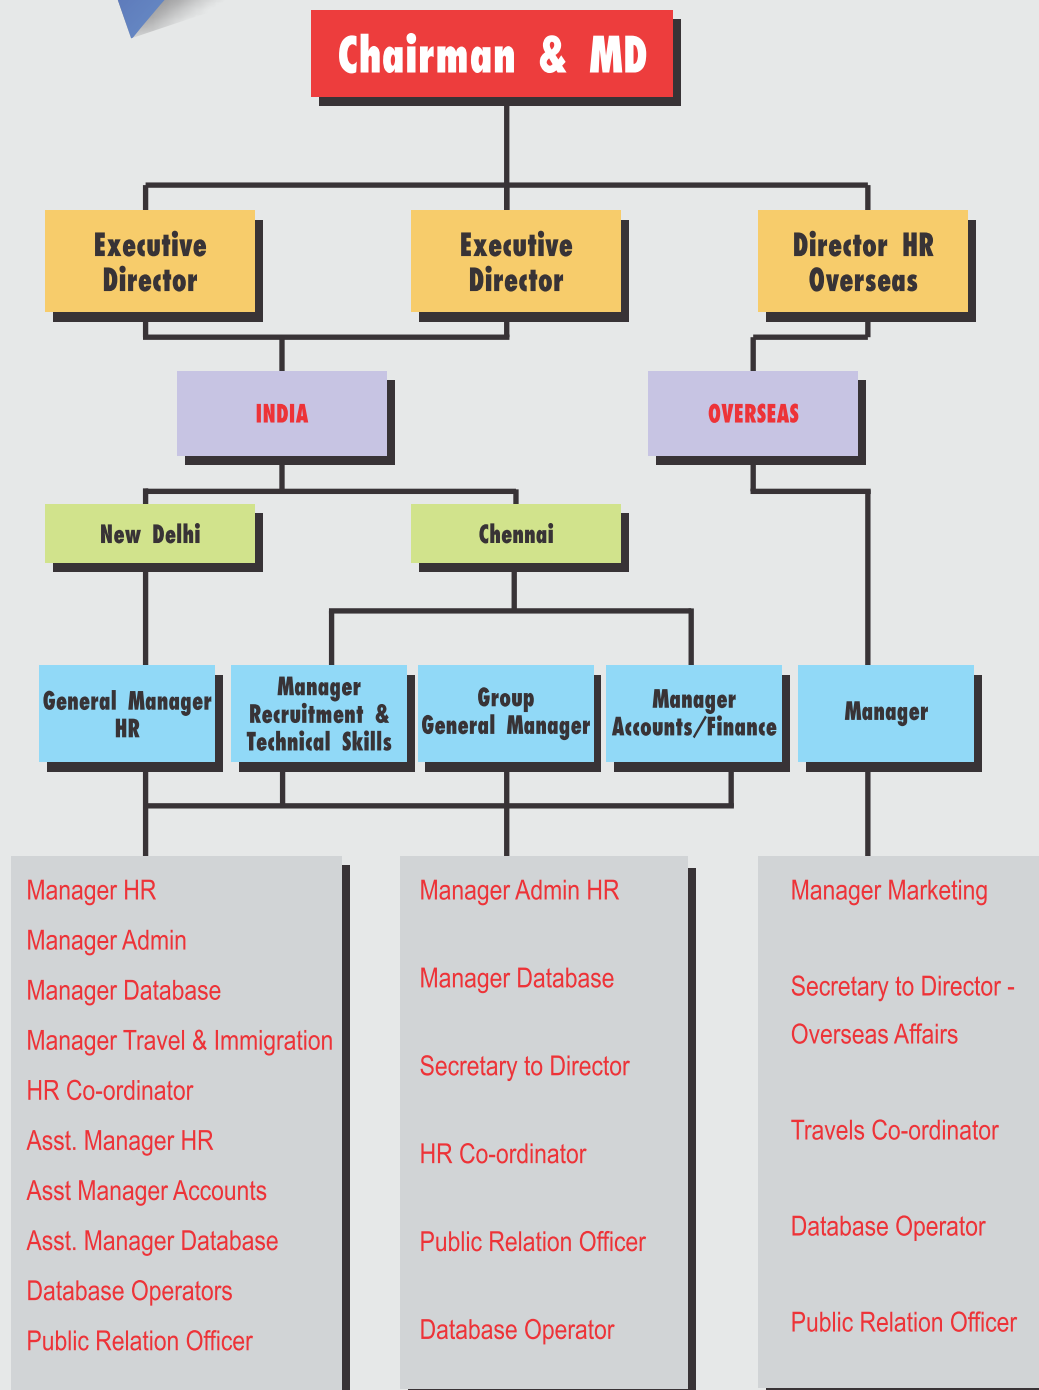 Chairman & MD
Executive
Director
Executive
Director
Director HR
Overseas
INDIA
OVERSEAS
New Delhi
Chennai
General Manager
HR
Manager
Recruitment &
Technical Skills
Group
General Manager
Manager
Accounts/Finance
Manager
Manager HR
Manager Admin
Manager Database
Manager Travel & Immigration
HR Co-ordinator
Asst. Manager HR
Asst Manager Accounts
Asst. Manager Database
Database Operators
Public Relation Officer
Manager Admin HR
Manager Database
Secretary to Director
HR Co-ordinator
Public Relation Officer
Database Operator
Manager Marketing
Secretary to Director -
Overseas Affairs
Travels Co-ordinator
Database Operator
Public Relation Officer